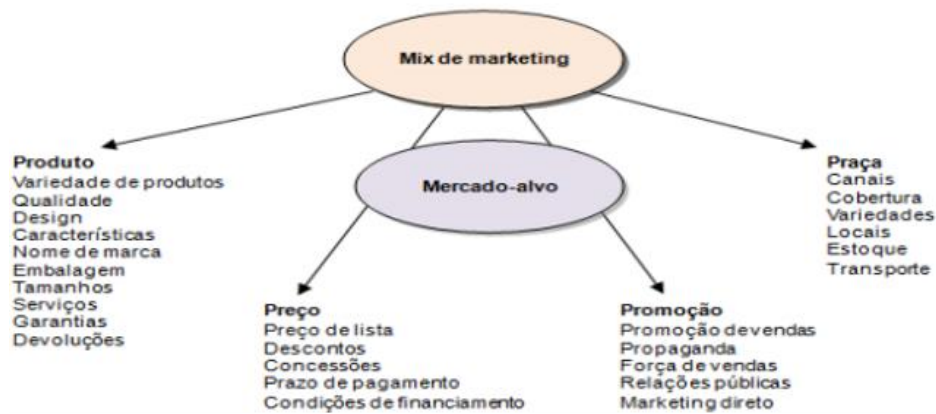 Mix de marketing
Mercado-alvo
Produto
Variedade de produtos
Qualidade
Design
Características
Nome de marca
Embalagem
Tamanhos
Serviços
Garantias
Devoluções
Preço
Preço de lista
Descontos
Concessões
Prazo de pagamento
Condições de financiamento
Promoção
Promoção de vendas
Propaganda
Força de vendas
Relações públicas
Marketing direto
Praça
Canais
Cobertura
Variedades
Locais
Estoque
Transporte